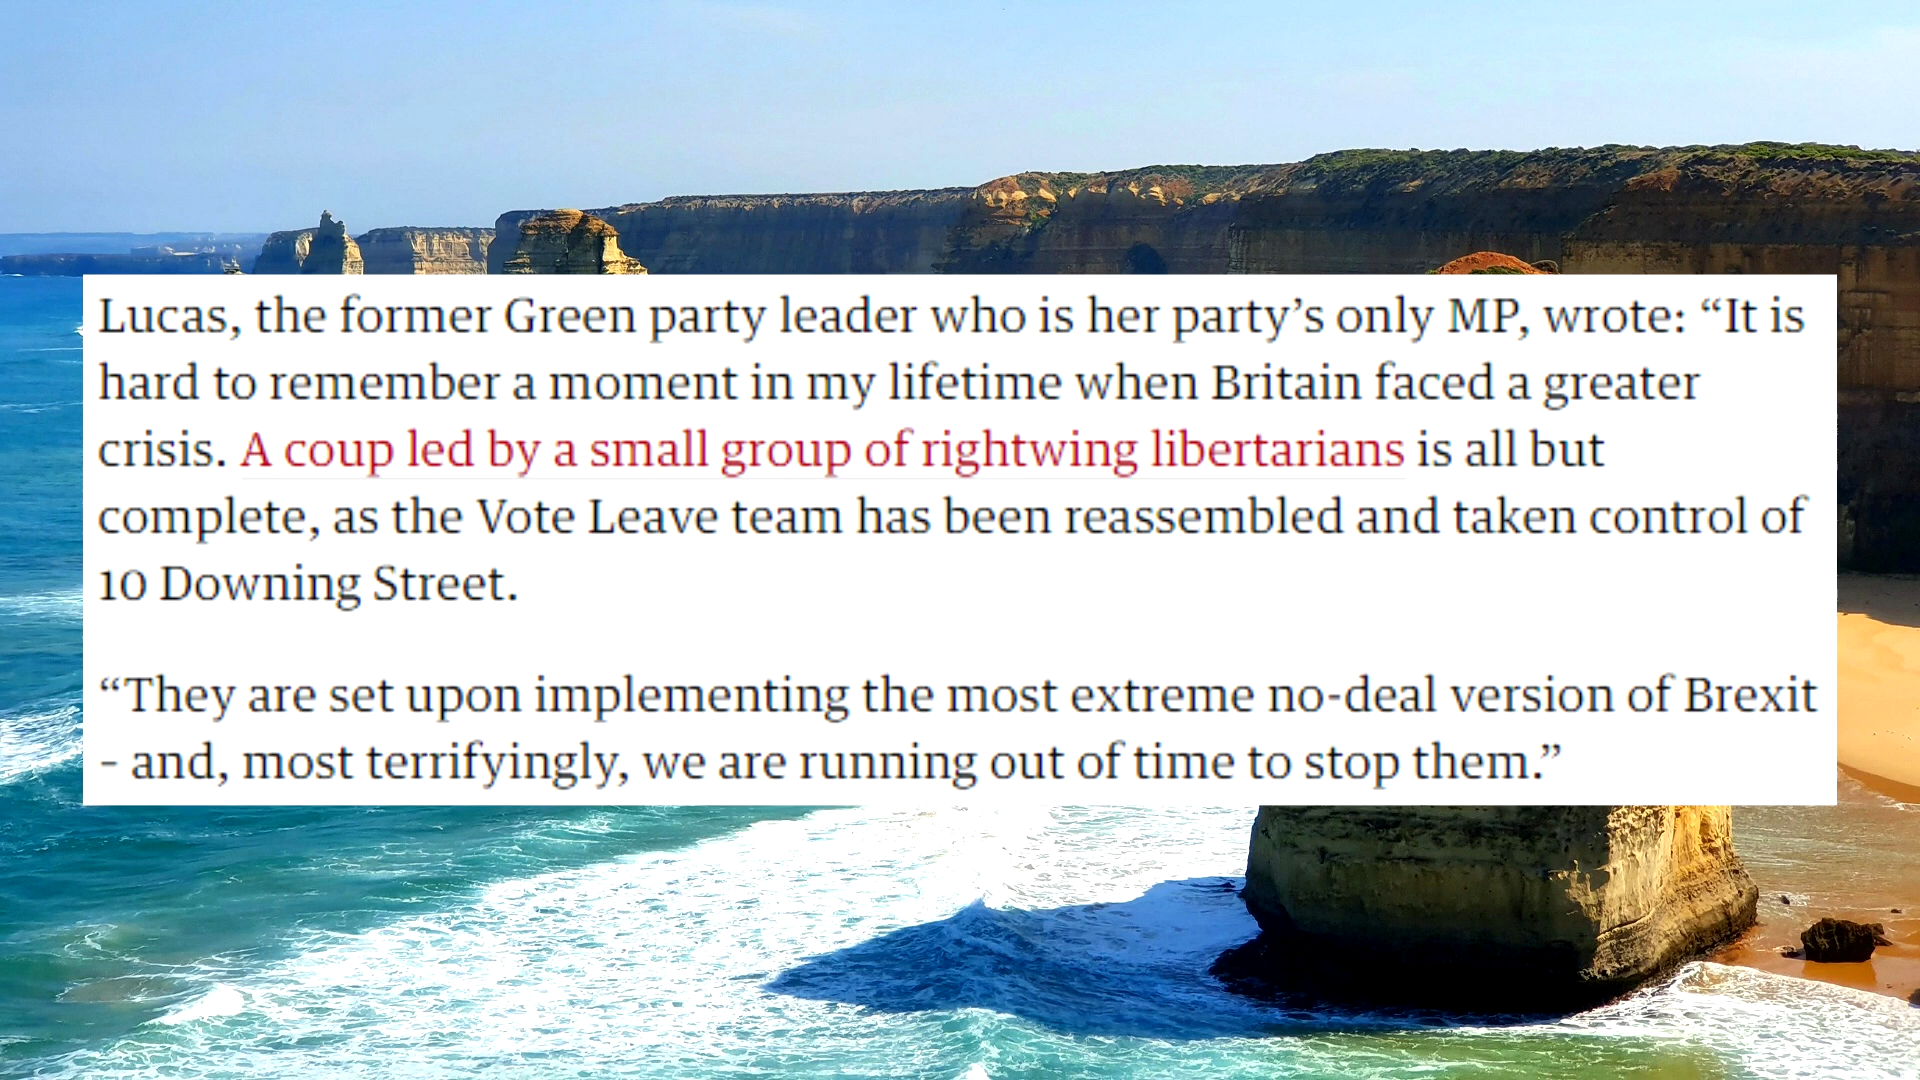 Lucas, the former Green party leader who is her party’s only MP, wrote: “It is
hard to remember a moment in my lifetime when Britain faced a greater
crisis. A coup led by a small group of rightwing libertarians is all but
complete, as the Vote Leave team has been reassembled and taken control of
10 Downing Street.
“They are set upon implementing the most extreme no-deal version of Brexit
- and, most terrifyingly, we are running out of time to stop them.”